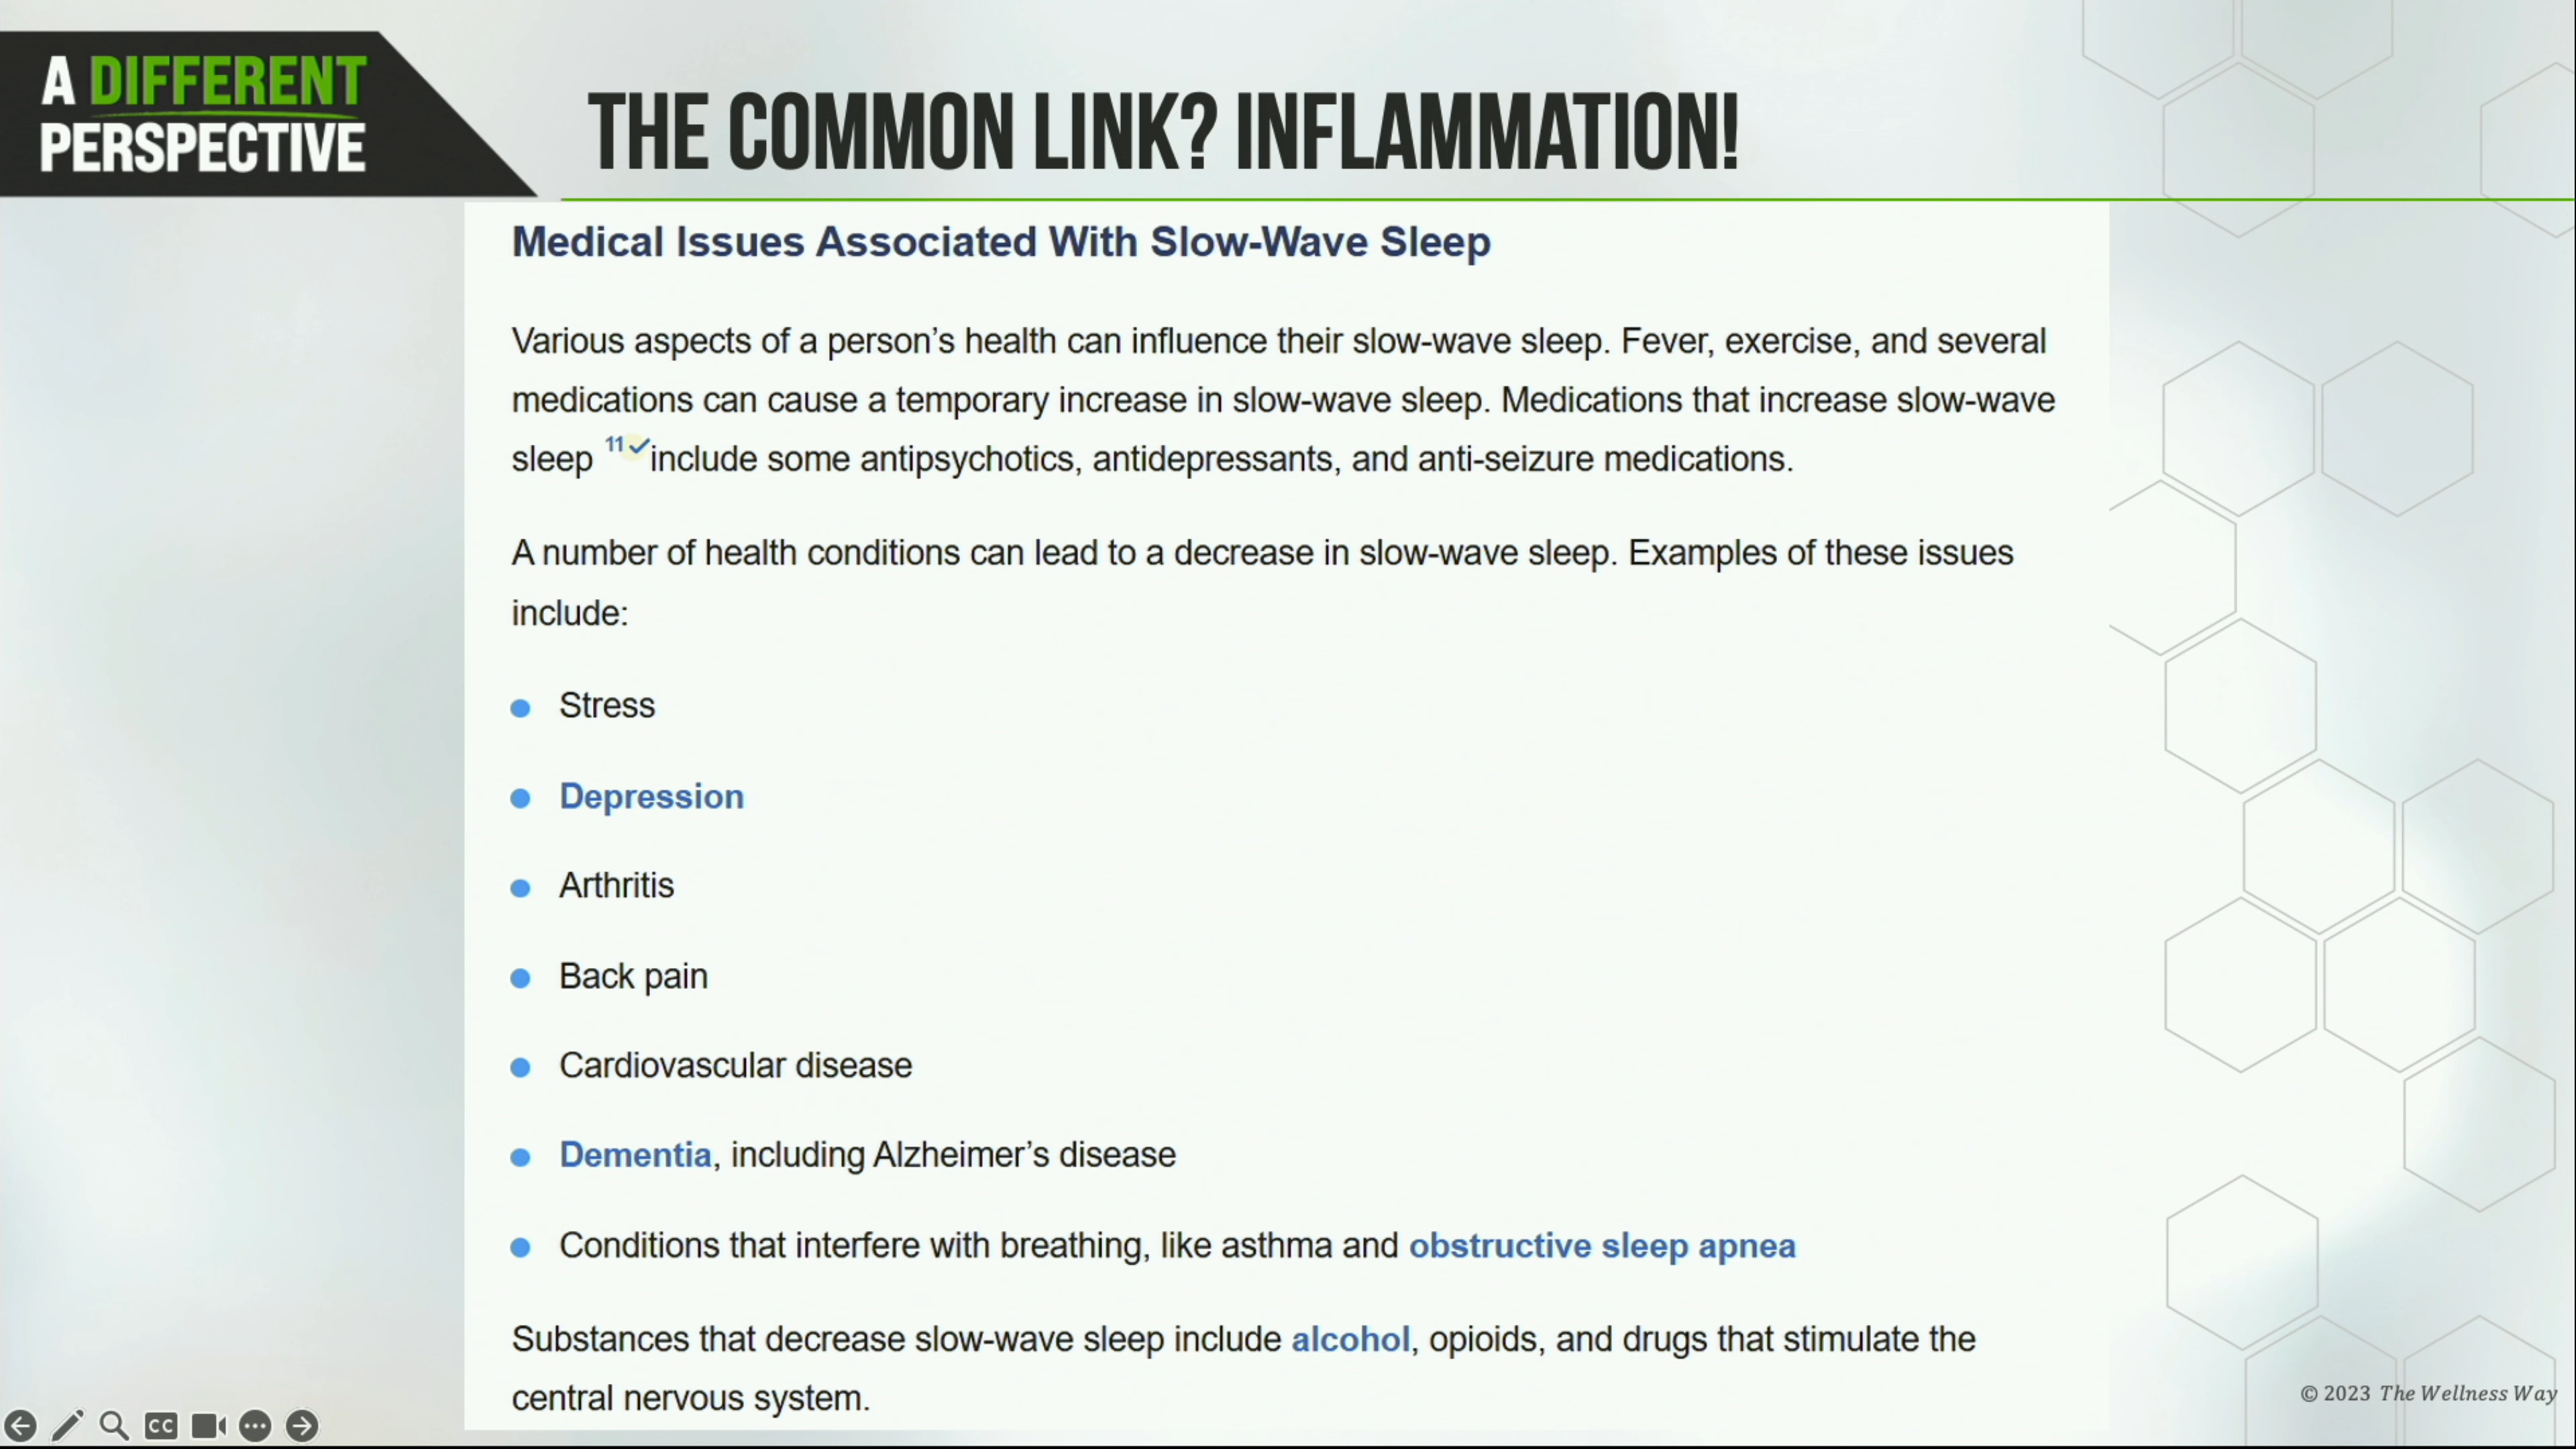 A DIFFERENT
PERSPECTIVE
THE COMMON LINK? INFLAMMATION!
Medical Issues Associated With Slow-Wave Sleep
Various aspects of a person’s health can influence their slow-wave sleep. Fever, exercise, and several
medications can cause a temporary increase in slow-wave sleep. Medications that increase slow-wave
sleep 11 include some antipsychotics, antidepressants, and anti-seizure medications.
A number of health conditions can lead to a decrease in slow-wave sleep. Examples of these issues
include:
Stress
Depression
Arthritis
Back pain
Cardiovascular disease
Dementia, including Alzheimer’s disease
Conditions that interfere with breathing, like asthma and obstructive sleep apnea
Substances that decrease slow-wave sleep include alcohol, opioids, and drugs that stimulate the
central nervous system.
© 2023 The Wellness Way
CC